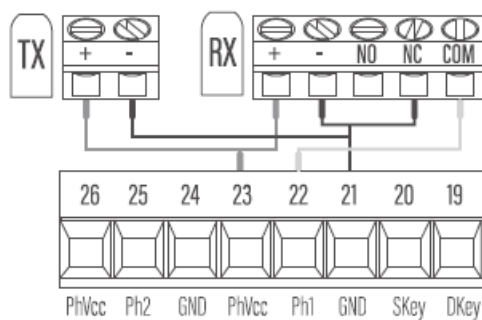 TX + - RX + - NO NC COM
26 25 24 23 22 21 20 19
PhVcc Ph2 GND PhVcc Ph1 GND SKey DKey